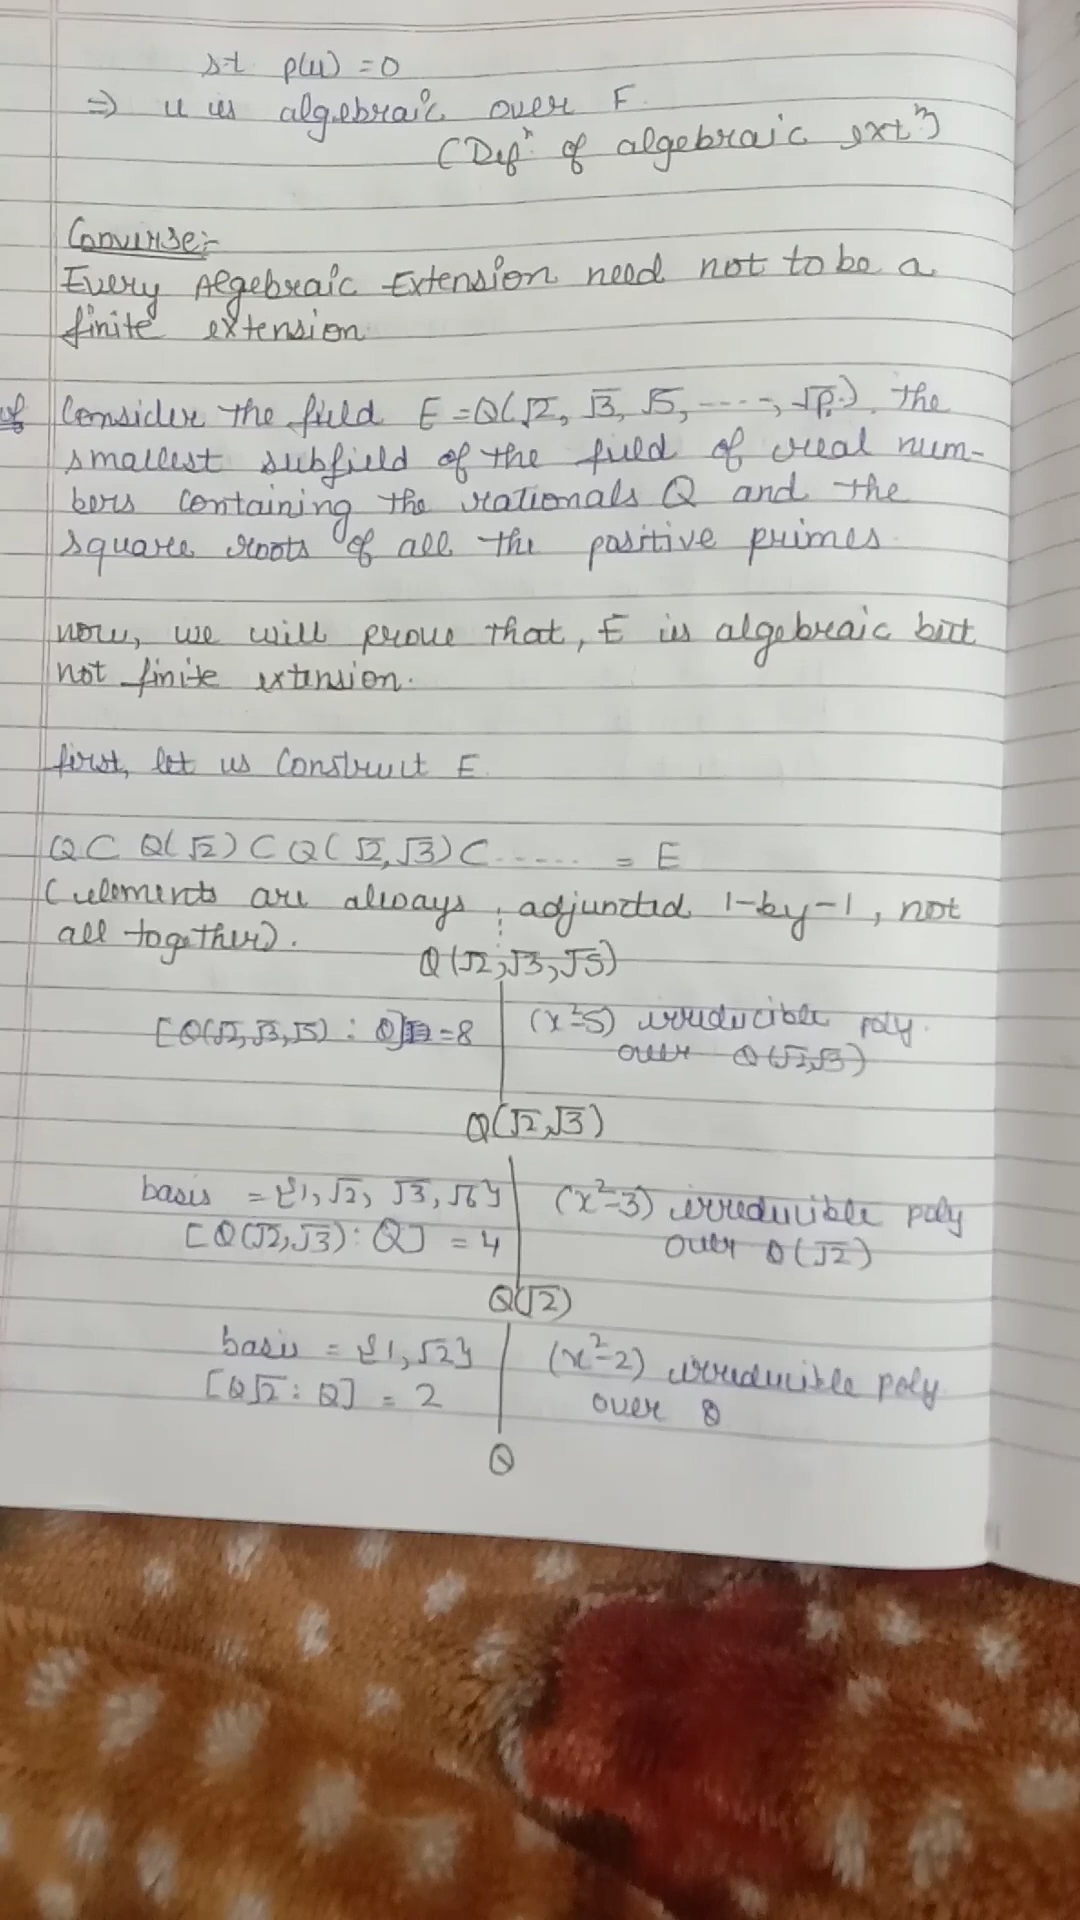 s.t p(u) = 0
⇒ u is algebraic over F.
(Defⁿ. of algebraic extⁿ)
Converse:-
Every Algebraic Extension need not to be a
finite extension.
Consider the field E = Q(√2, √3, √5, ----, √pᵢ). The
smallest subfield of the field of real num-
bers containing the rationals Q and the
square roots of all the positive primes.
now, we will prove that, E is algebraic but
not finite extension.
first, let us construct E.
Q ⊂ Q(√2) ⊂ Q(√2, √3) ⊂ ...... = E
(elements are always adjuncted 1-by-1, not
all together).
Q(√2, √3, √5)
[Q(√2, √3, √5) : Q] = 8 (x²-5) irreducible poly.
over Q(√2, √3)
Q(√2, √3)
basis = {1, √2, √3, √6} (x²-3) irreducible poly
[Q(√2, √3) : Q] = 4 over Q(√2)
Q(√2)
basis = {1, √2} (x²-2) irreducible poly
[Q√2 : Q] = 2 over Q
Q